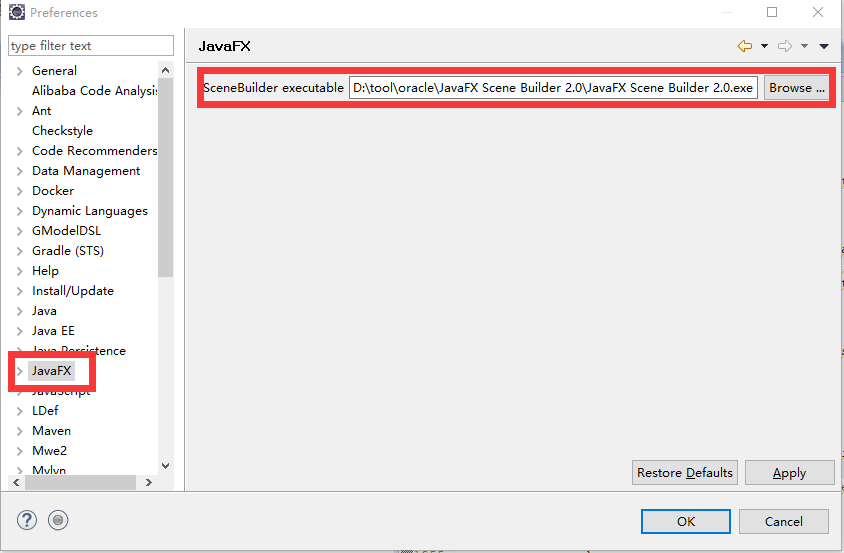 Preferences
type filter text
General
Alibaba Code Analysi
Ant
Checkstyle
Code Recommenders
Data Management
Docker
Dynamic Languages
GModelDSL
Gradle (STS)
Help
Install/Update
Java
Java EE
Java Persistence
JavaFX
JavaScript
LDef
Maven
Mwe2
Mylyn
JavaFX
SceneBuilder executable D:\tool\oracle\JavaFX Scene Builder 2.0\JavaFX Scene Builder 2.0.exe Browse ...
Restore Defaults Apply
OK Cancel